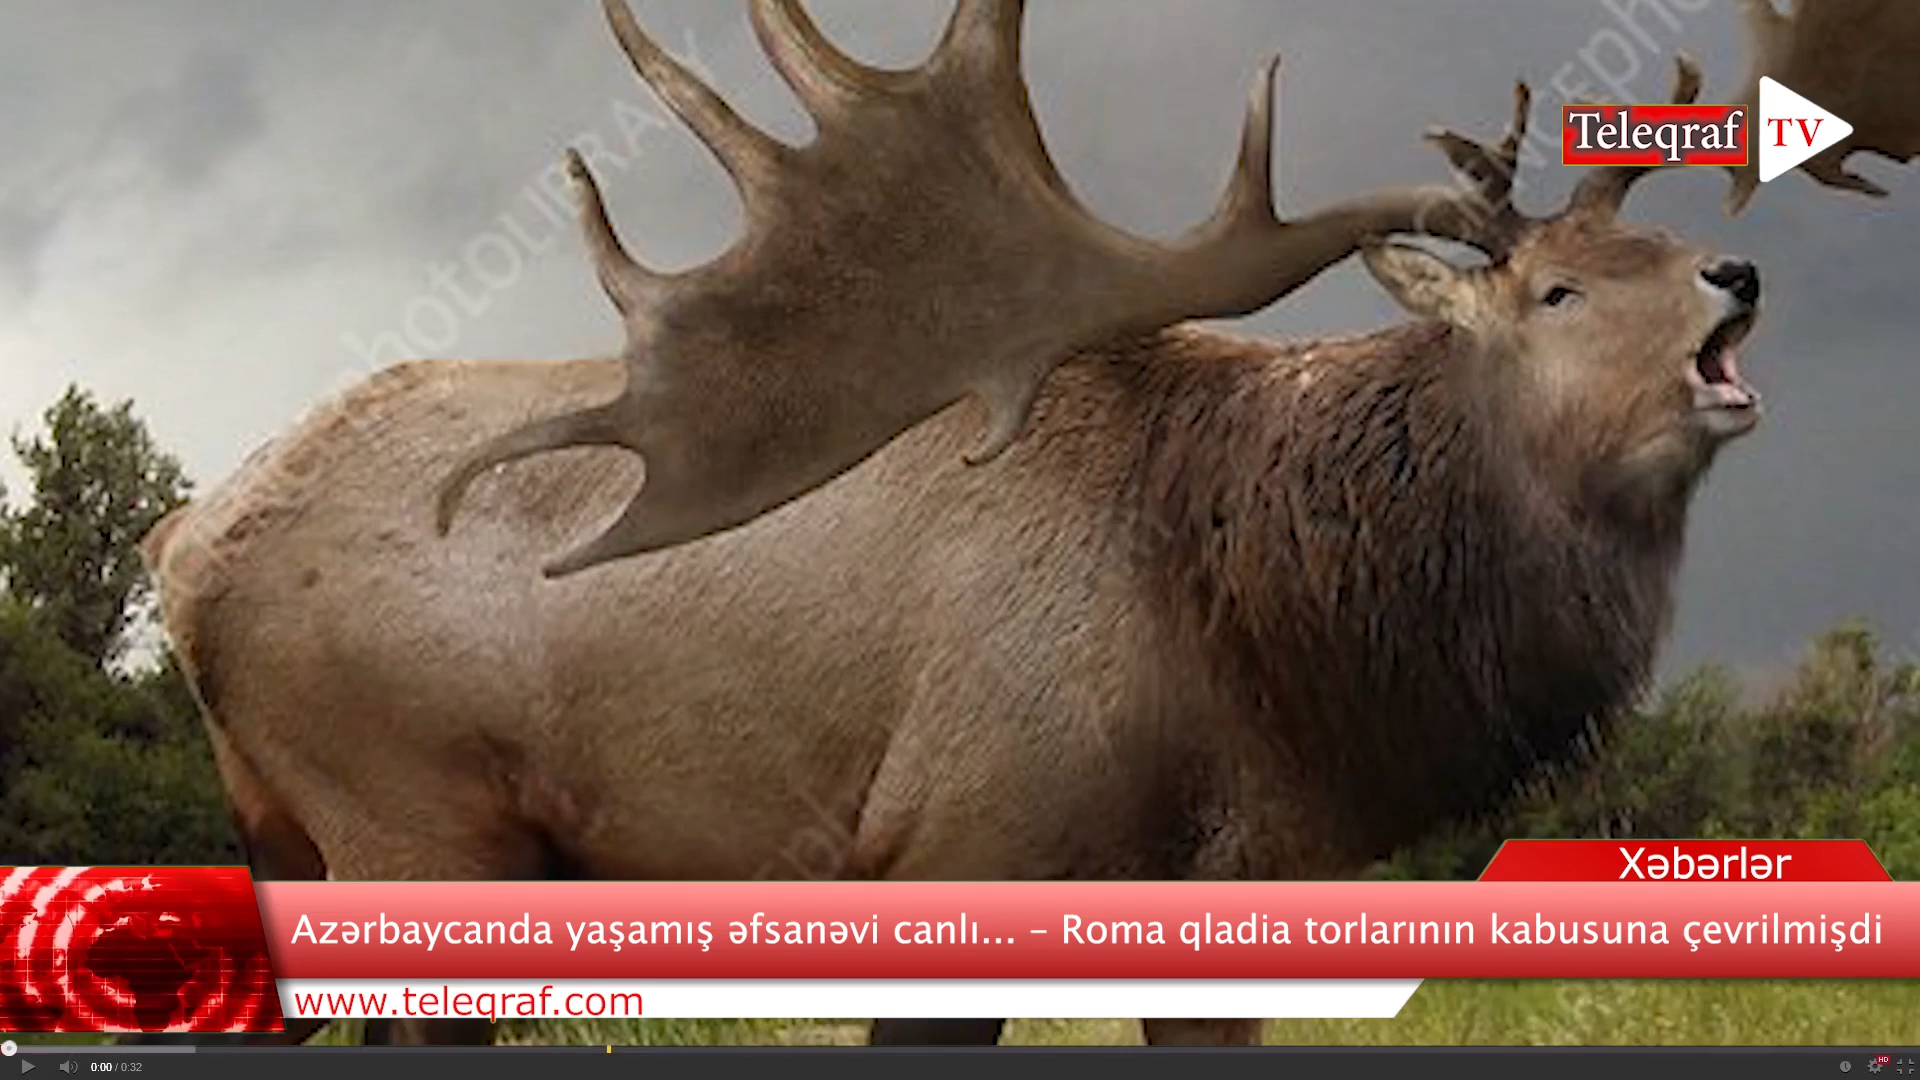 Teleqraf TV
Xəbərlər
Azərbaycanda yaşamış əfsanəvi canlı... – Roma qladia torlarının kabusuna çevrilmişdi
www.teleqraf.com
0:00 / 0:32
HD